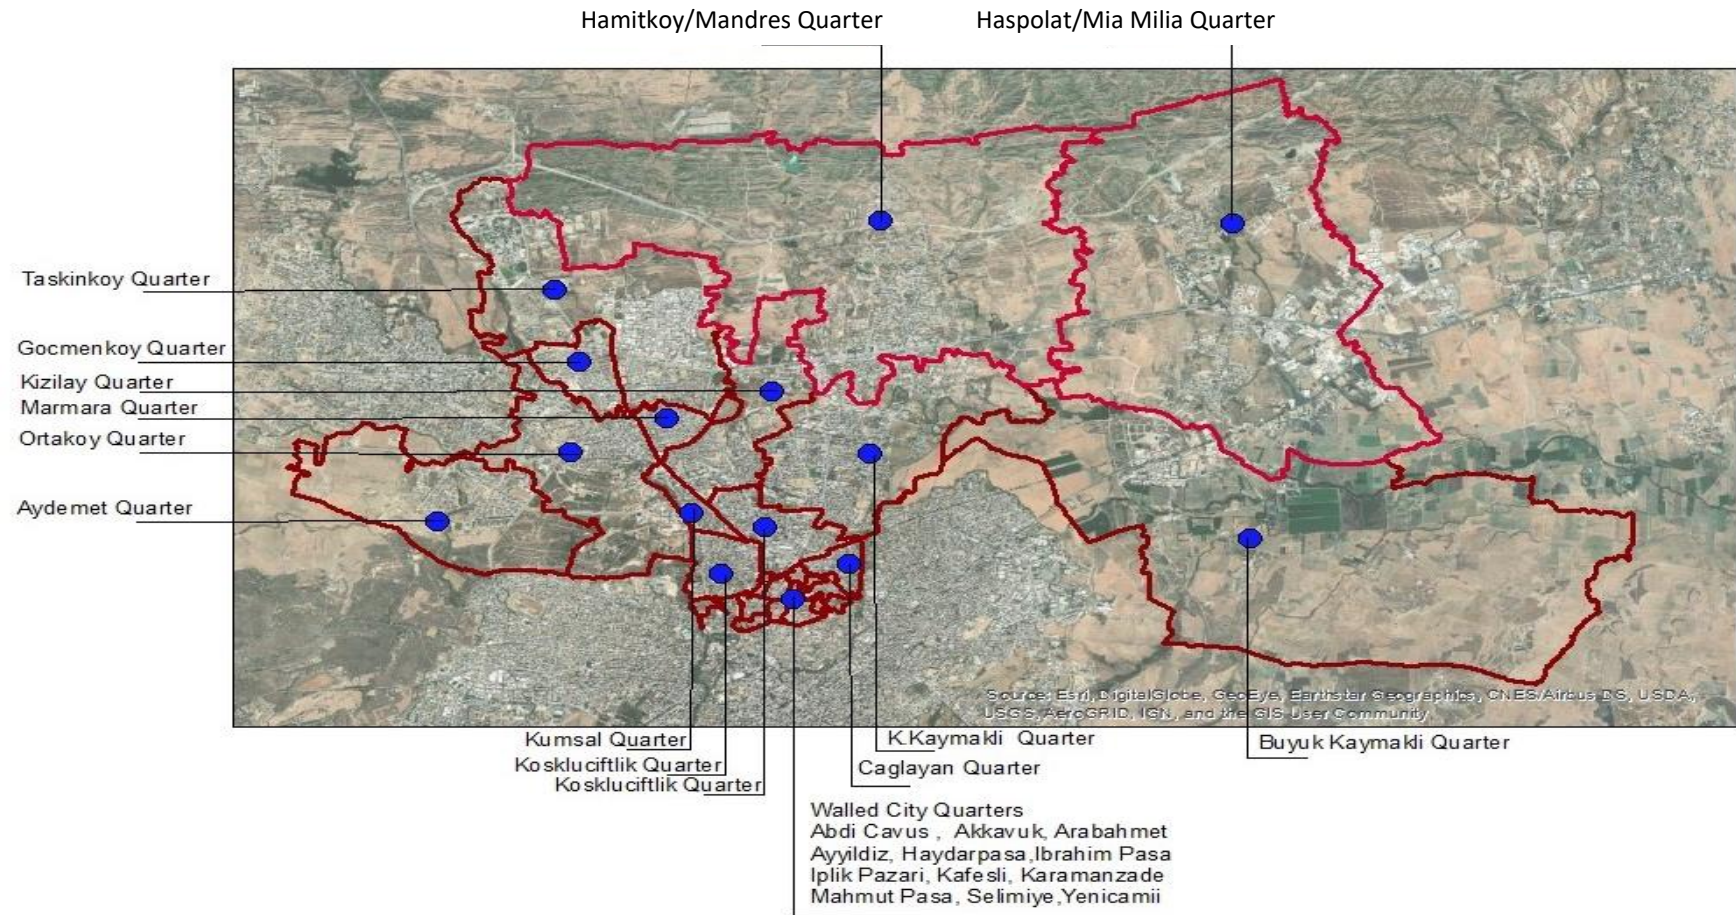 Hamitkoy/Mandres Quarter
Haspolat/Mia Milia Quarter
Taskinkoy Quarter
Gocmenkoy Quarter
Kizilay Quarter
Marmara Quarter
Ortakoy Quarter
Aydemet Quarter
Source: Esri, DigitalGlobe, GeoEye, Earthstar Geographics, CNES/Airbus DS, USDA,
USGS, AeroGRID, IGN, and the GIS User Community
Kumsal Quarter
Koskluciftlik Quarter
Koskluciftlik Quarter
K.Kaymakli Quarter
Caglayan Quarter
Buyuk Kaymakli Quarter
Walled City Quarters
Abdi Cavus , Akkavuk, Arabahmet
Ayyildiz, Haydarpasa,Ibrahim Pasa
Iplik Pazari, Kafesli, Karamanzade
Mahmut Pasa, Selimiye,Yenicamii